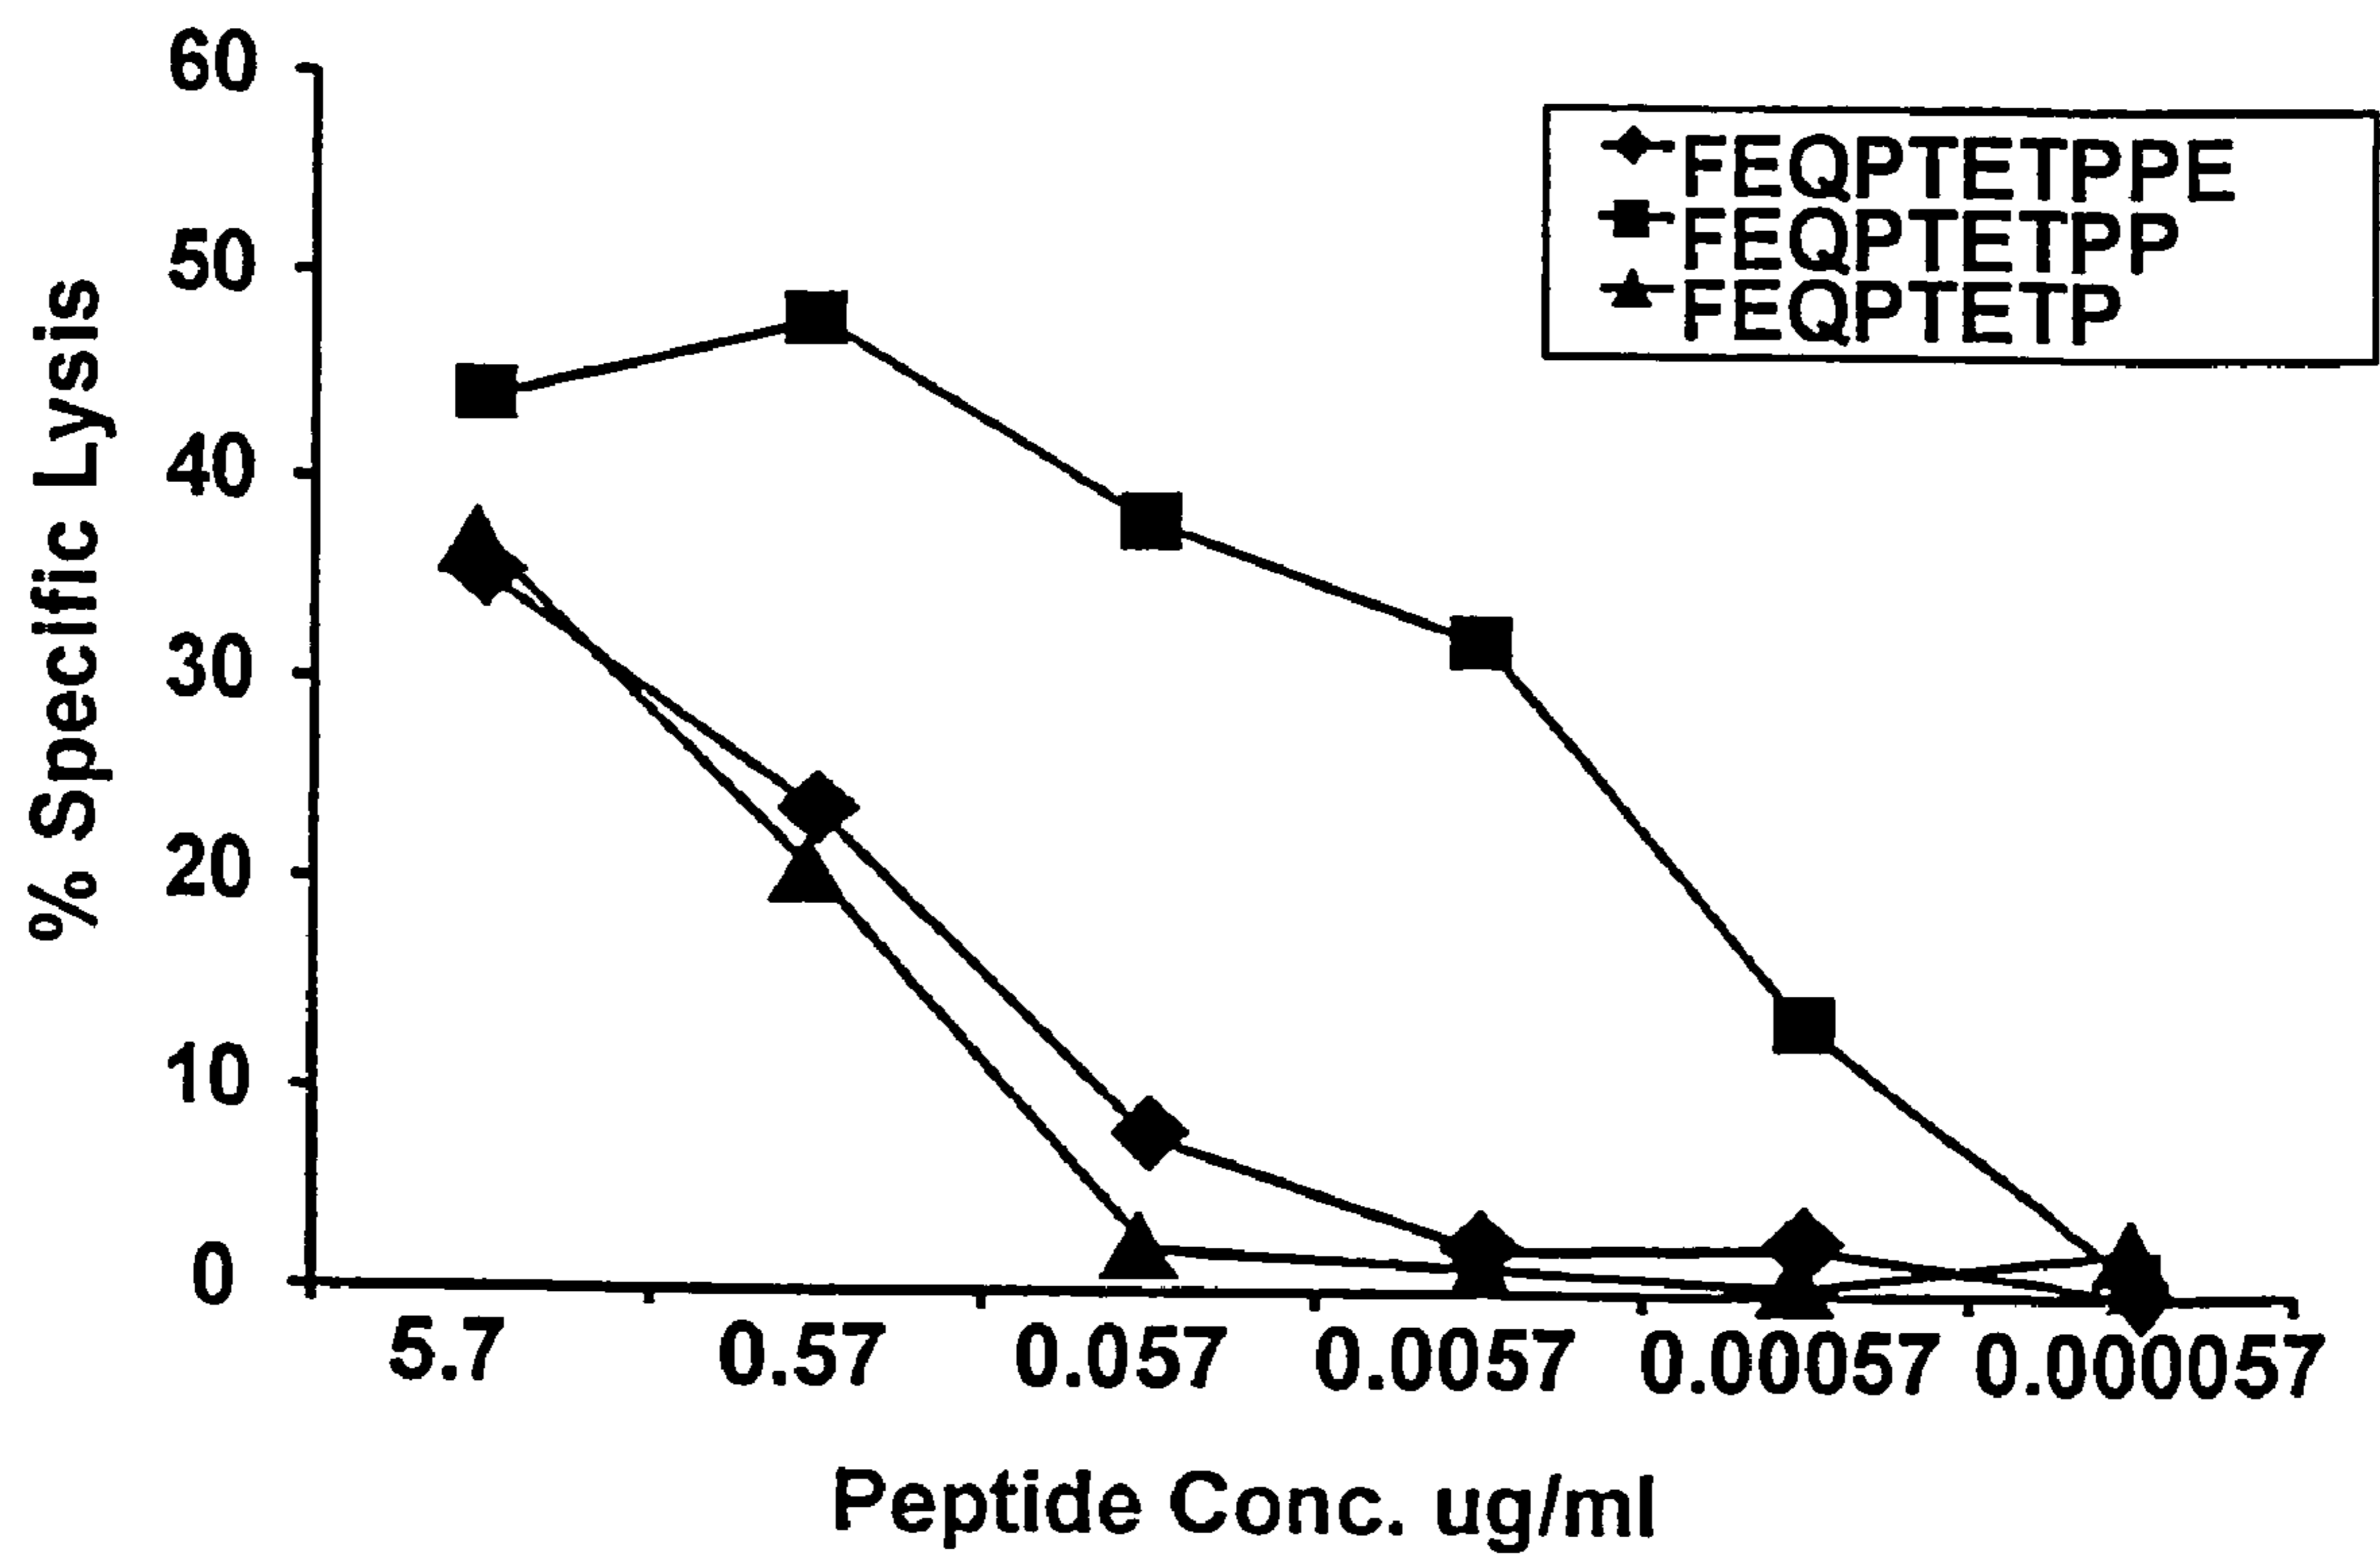 60
50
40
30
20
10
0
% Specific Lysis
FEQPTETPPE
FEQPTETPP
FEQPTETP
5.7 0.57 0.057 0.0057 0.00057 0.000057
Peptide Conc. ug/ml